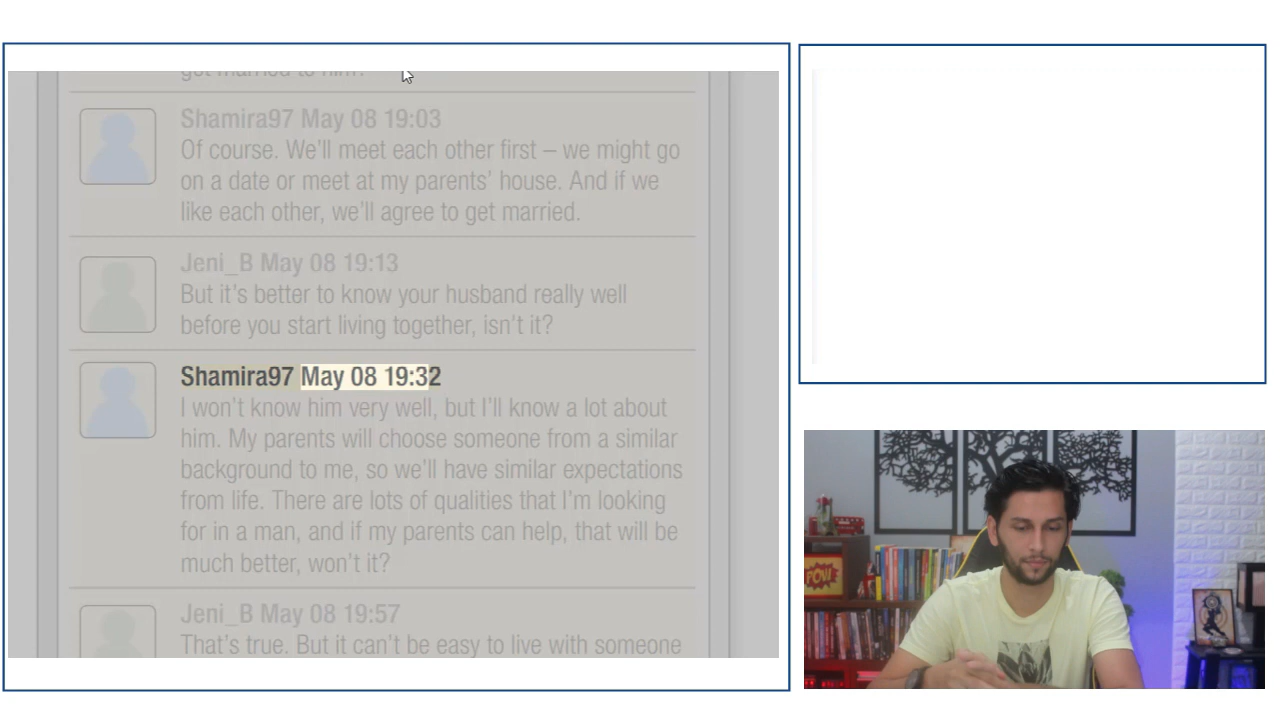 get married to him?
Shamira97 May 08 19:03
Of course. We'll meet each other first – we might go
on a date or meet at my parents' house. And if we
like each other, we'll agree to get married.
Jeni_B May 08 19:13
But it's better to know your husband really well
before you start living together, isn't it?
Shamira97 May 08 19:32
I won't know him very well, but I'll know a lot about
him. My parents will choose someone from a similar
background to me, so we'll have similar expectations
from life. There are lots of qualities that I'm looking
for in a man, and if my parents can help, that will be
much better, won't it?
Jeni_B May 08 19:57
That's true. But it can't be easy to live with someone
POW